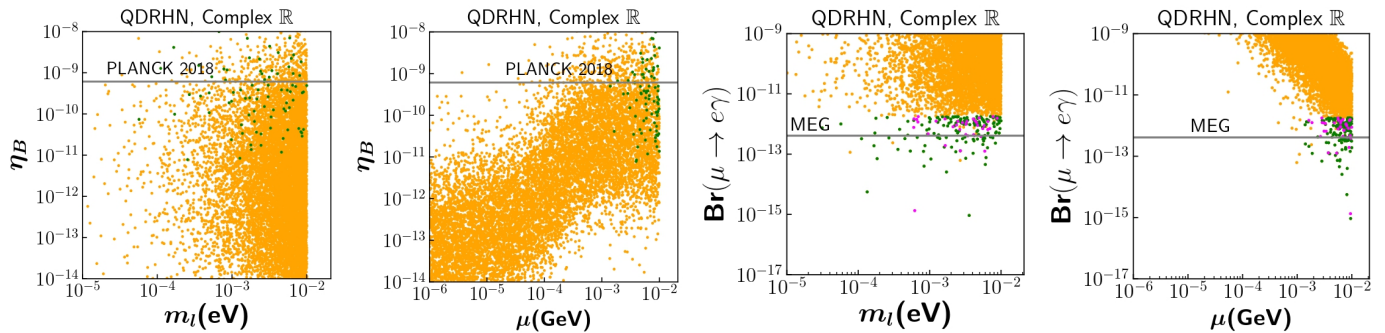 QDRHN, Complex ℝ
η_B
10⁻⁸
10⁻⁹
10⁻¹⁰
10⁻¹¹
10⁻¹²
10⁻¹³
10⁻¹⁴
PLANCK 2018
10⁻⁵ 10⁻⁴ 10⁻³ 10⁻²
m_l(eV)
QDRHN, Complex ℝ
η_B
10⁻⁸
10⁻⁹
10⁻¹⁰
10⁻¹¹
10⁻¹²
10⁻¹³
10⁻¹⁴
PLANCK 2018
10⁻⁶ 10⁻⁵ 10⁻⁴ 10⁻³ 10⁻²
μ(GeV)
QDRHN, Complex ℝ
Br(μ → eγ)
10⁻⁹
10⁻¹¹
10⁻¹³
10⁻¹⁵
10⁻¹⁷
MEG
10⁻⁵ 10⁻⁴ 10⁻³ 10⁻²
m_l(eV)
QDRHN, Complex ℝ
Br(μ → eγ)
10⁻⁹
10⁻¹¹
10⁻¹³
10⁻¹⁵
10⁻¹⁷
MEG
10⁻⁶ 10⁻⁵ 10⁻⁴ 10⁻³ 10⁻²
μ(GeV)